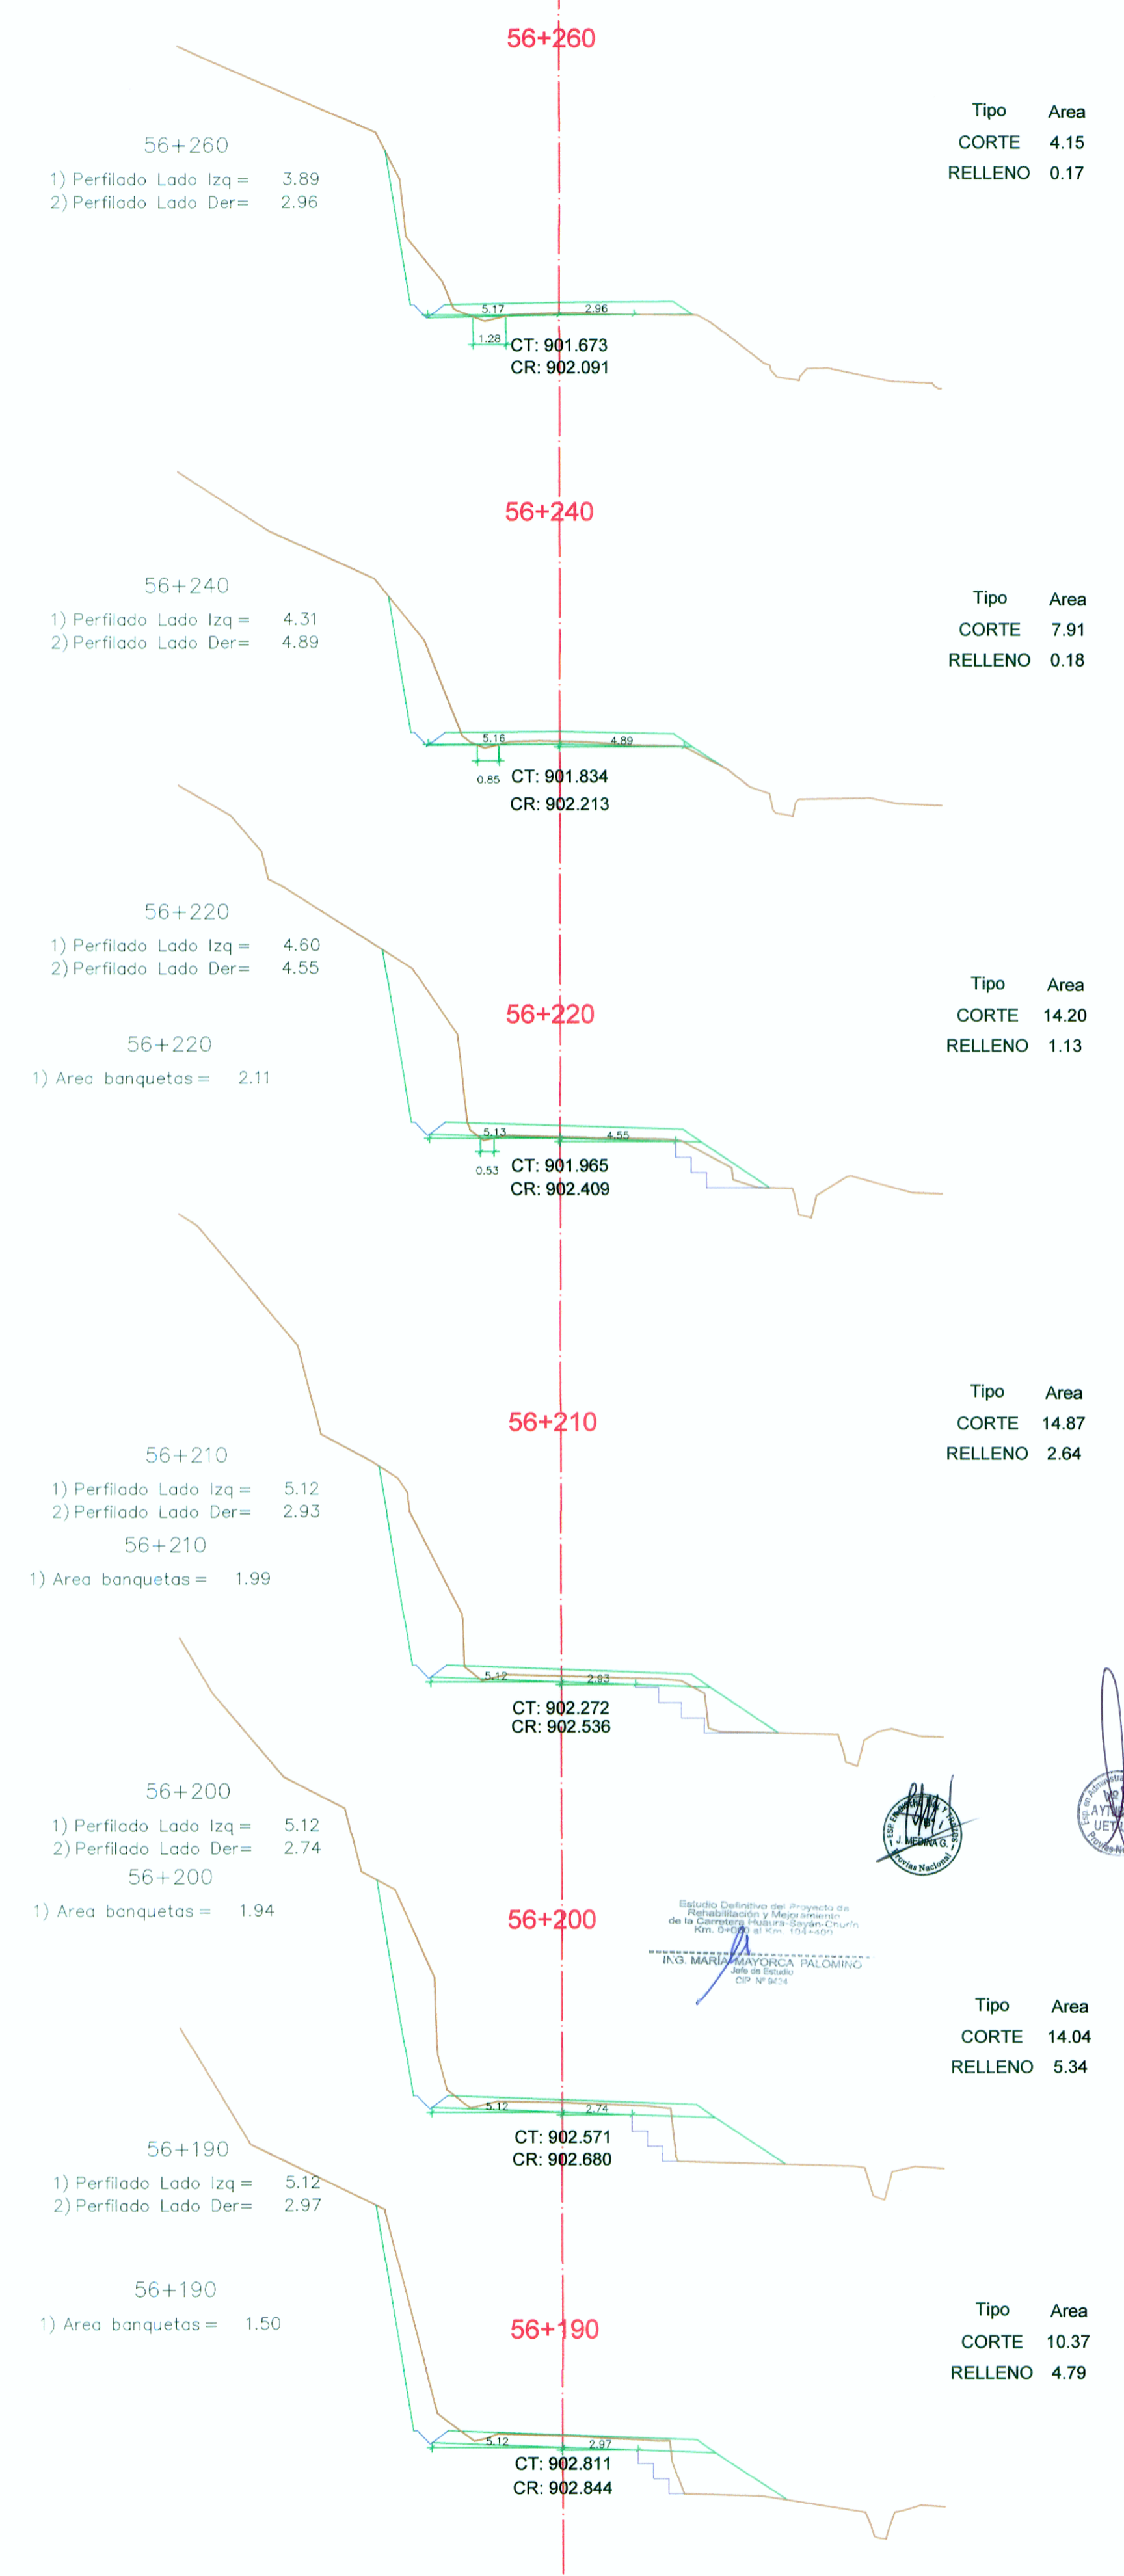 56+260
Tipo Area
CORTE 4.15
RELLENO 0.17
56+260
1) Perfilado Lado Izq = 3.89
2) Perfilado Lado Der= 2.96
5.17 2.96
1.28
CT: 901.673
CR: 902.091
56+240
56+240
1) Perfilado Lado Izq = 4.31
2) Perfilado Lado Der= 4.89
Tipo Area
CORTE 7.91
RELLENO 0.18
5.16 4.89
0.85
CT: 901.834
CR: 902.213
56+220
1) Perfilado Lado Izq = 4.60
2) Perfilado Lado Der= 4.55
56+220
Tipo Area
CORTE 14.20
RELLENO 1.13
56+220
1) Area banquetas = 2.11
5.13 4.55
0.53
CT: 901.965
CR: 902.409
56+210
Tipo Area
CORTE 14.87
RELLENO 2.64
56+210
1) Perfilado Lado Izq = 5.12
2) Perfilado Lado Der= 2.93
56+210
1) Area banquetas = 1.99
5.12 2.93
CT: 902.272
CR: 902.536
56+200
1) Perfilado Lado Izq = 5.12
2) Perfilado Lado Der= 2.74
56+200
1) Area banquetas = 1.94
J. MEDINA G.
Provias Nacional
56+200
Estudio Definitivo del Proyecto de
Rehabilitación y Mejoramiento
de la Carretera Huaura-Sayán-Churín
ING. MARÍA MAYORCA PALOMINO
Jefe de Estudio
Tipo Area
CORTE 14.04
RELLENO 5.34
5.12 2.74
CT: 902.571
CR: 902.680
56+190
1) Perfilado Lado Izq = 5.12
2) Perfilado Lado Der= 2.97
56+190
1) Area banquetas = 1.50
56+190
Tipo Area
CORTE 10.37
RELLENO 4.79
5.12 2.97
CT: 902.811
CR: 902.844